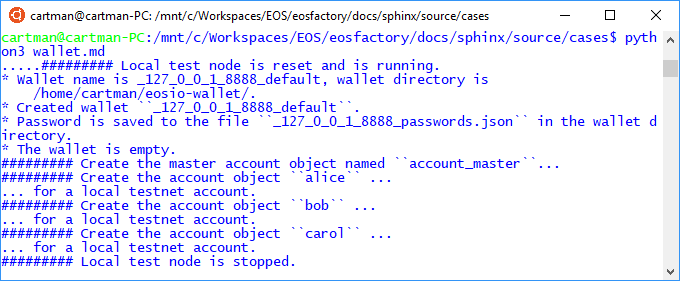 cartman@cartman-PC: /mnt/c/Workspaces/EOS/eosfactory/docs/sphinx/source/cases
cartman@cartman-PC:/mnt/c/Workspaces/EOS/eosfactory/docs/sphinx/source/cases$ pyth
on3 wallet.md
.....######### Local test node is reset and is running.
* Wallet name is _127_0_0_1_8888_default, wallet directory is
    /home/cartman/eosio-wallet/.
* Created wallet ``_127_0_0_1_8888_default``.
* Password is saved to the file ``_127_0_0_1_8888_passwords.json`` in the wallet d
irectory.
* The wallet is empty.
######### Create the master account object named ``account_master``...
######### Create the account object ``alice`` ...
... for a local testnet account.
######### Create the account object ``bob`` ...
... for a local testnet account.
######### Create the account object ``carol`` ...
... for a local testnet account.
######### Local test node is stopped.